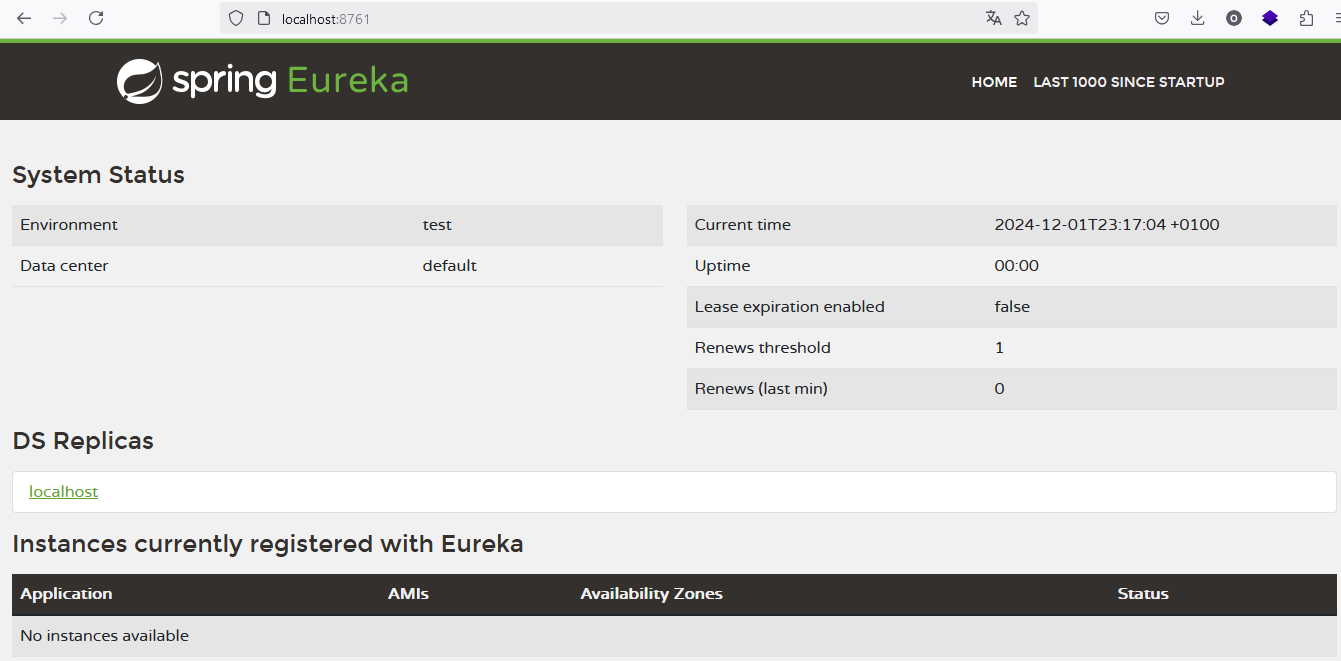 localhost:8761
spring Eureka
HOME LAST 1000 SINCE STARTUP
System Status
Environment test
Data center default
Current time 2024-12-01T23:17:04 +0100
Uptime 00:00
Lease expiration enabled false
Renews threshold 1
Renews (last min) 0
DS Replicas
localhost
Instances currently registered with Eureka
Application AMIs Availability Zones Status
No instances available